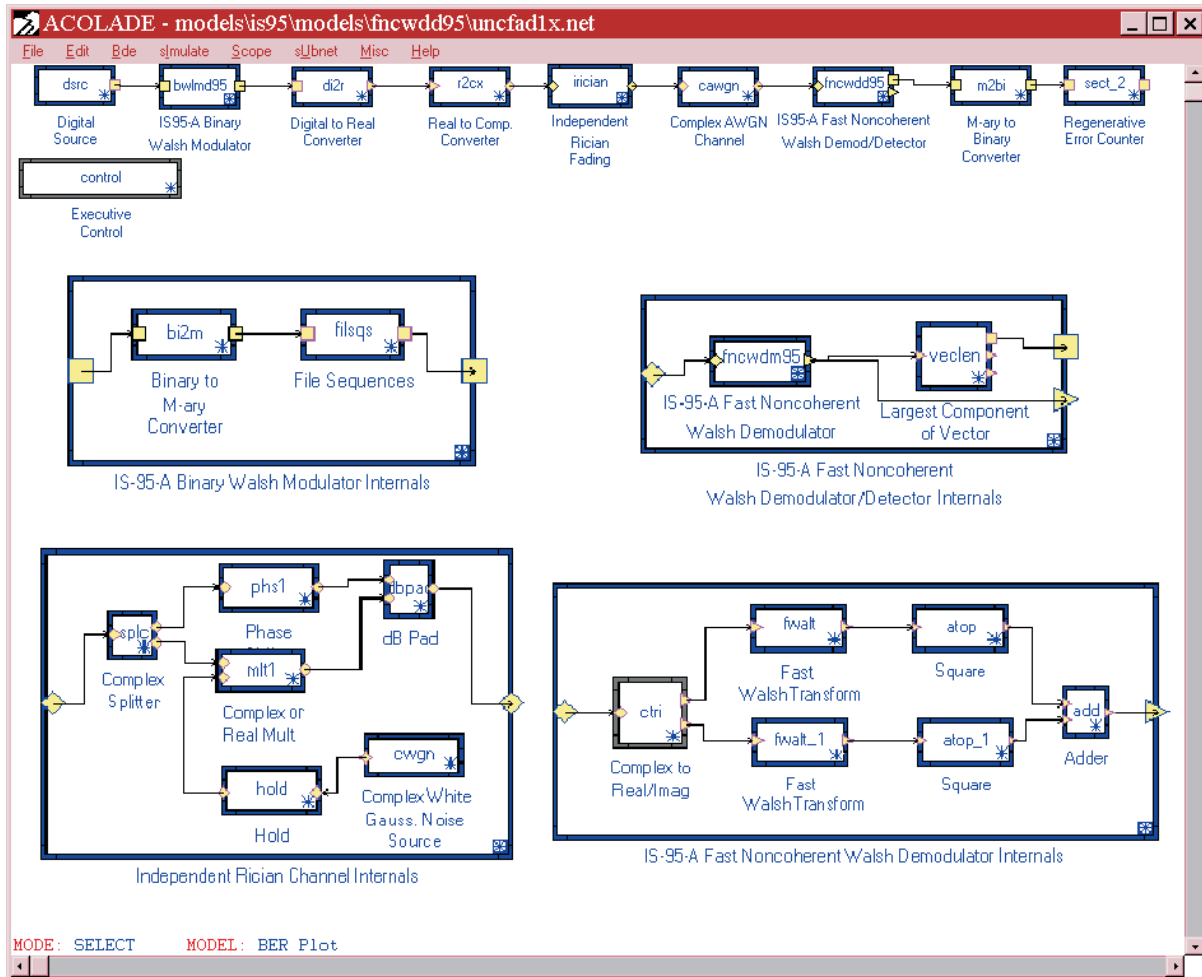 ACOLADE - models\is95\models\fncwdd95\uncfad1x.net
File Edit Bde sImulate Scope sUbnet Misc Help
dsrc bwlmd95 di2r r2cx irician cawgn fncwdd95 m2bi sect_2
Digital Source
IS95-A Binary Walsh Modulator
Digital to Real Converter
Real to Comp. Converter
Independent Rician Fading
Complex AWGN Channel
IS95-A Fast Noncoherent Walsh Demod/Detector
M-ary to Binary Converter
Regenerative Error Counter
control
Executive Control
bi2m
filsqs
Binary to M-ary Converter
File Sequences
IS-95-A Binary Walsh Modulator Internals
fncwdm95
veclen
IS-95-A Fast Noncoherent Walsh Demodulator
Largest Component of Vector
IS-95-A Fast Noncoherent
Walsh Demodulator/Detector Internals
splc
phs1
Phase
dbpad
dB Pad
mlt1
Complex Splitter
Complex or Real Mult
hold
Hold
cwgn
Complex White Gauss. Noise Source
Independent Rician Channel Internals
ctri
Complex to Real/Imag
fwalt
Fast WalshTransform
atop
Square
fwalt_1
Fast WalshTransform
atop_1
Square
add
Adder
IS-95-A Fast Noncoherent Walsh Demodulator Internals
MODE: SELECT MODEL: BER Plot